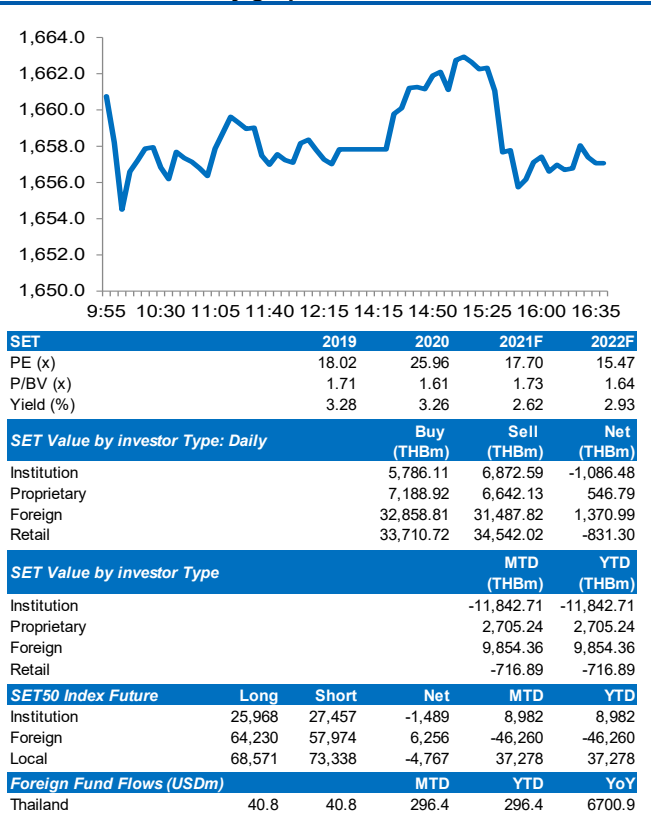 1,664.0
1,662.0
1,660.0
1,658.0
1,656.0
1,654.0
1,652.0
1,650.0
9:55 10:30 11:05 11:40 12:15 14:15 14:50 15:25 16:00 16:35
SET 2019 2020 2021F 2022F
PE (x) 18.02 25.96 17.70 15.47
P/BV (x) 1.71 1.61 1.73 1.64
Yield (%) 3.28 3.26 2.62 2.93
SET Value by investor Type: Daily Buy (THBm) Sell (THBm) Net (THBm)
Institution 5,786.11 6,872.59 -1,086.48
Proprietary 7,188.92 6,642.13 546.79
Foreign 32,858.81 31,487.82 1,370.99
Retail 33,710.72 34,542.02 -831.30
SET Value by investor Type MTD (THBm) YTD (THBm)
Institution -11,842.71 -11,842.71
Proprietary 2,705.24 2,705.24
Foreign 9,854.36 9,854.36
Retail -716.89 -716.89
SET50 Index Future Long Short Net MTD YTD
Institution 25,968 27,457 -1,489 8,982 8,982
Foreign 64,230 57,974 6,256 -46,260 -46,260
Local 68,571 73,338 -4,767 37,278 37,278
Foreign Fund Flows (USDm) MTD YTD YoY
Thailand 40.8 40.8 296.4 296.4 6700.9